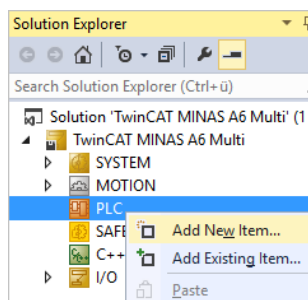 Solution Explorer
Search Solution Explorer (Ctrl+ü)
Solution 'TwinCAT MINAS A6 Multi' (1
TwinCAT MINAS A6 Multi
SYSTEM
MOTION
PLC
SAFE
Add New Item...
C++
Add Existing Item...
I/O
Paste